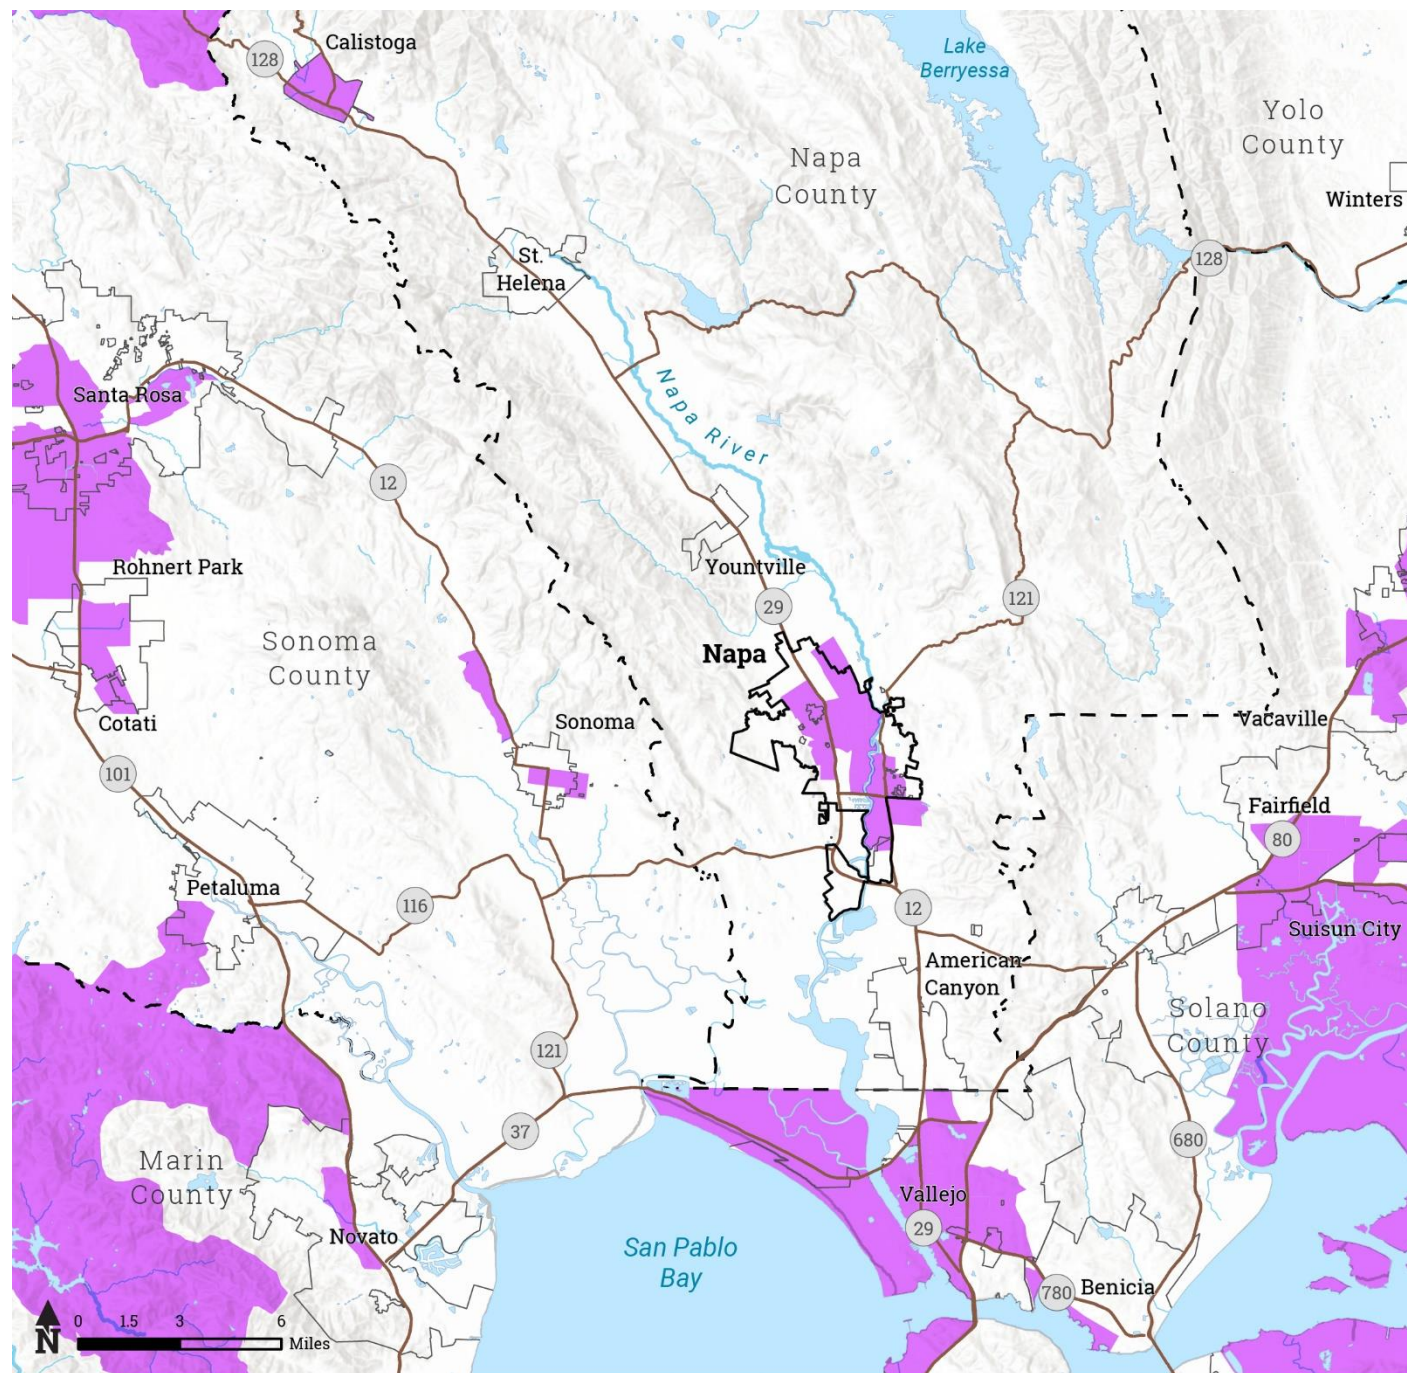 Calistoga
128
Lake
Berryessa
Yolo
County
Napa
County
Winters
St.
Helena
128
Santa Rosa
Napa River
12
Rohnert Park
Yountville
29
121
Sonoma
County
Napa
Cotati
Sonoma
Vacaville
101
Fairfield
80
Petaluma
116
12
Suisun City
American
Canyon
Solano
County
121
37
680
Marin
County
Vallejo
Novato
29
San Pablo
Bay
780
Benicia
N
0 1.5 3 6
Miles